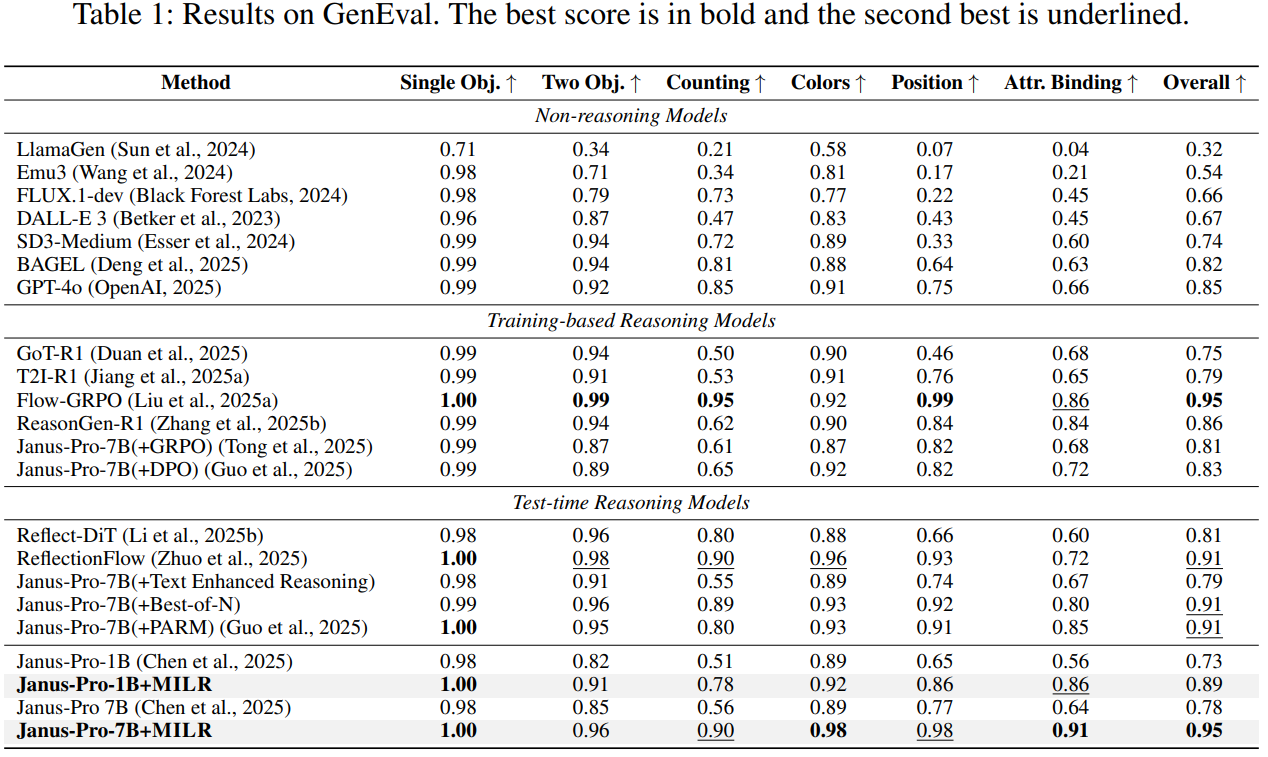 Table 1: Results on GenEval. The best score is in bold and the second best is underlined.
Method Single Obj. ↑ Two Obj. ↑ Counting ↑ Colors ↑ Position ↑ Attr. Binding ↑ Overall ↑
Non-reasoning Models
LlamaGen (Sun et al., 2024) 0.71 0.34 0.21 0.58 0.07 0.04 0.32
Emu3 (Wang et al., 2024) 0.98 0.71 0.34 0.81 0.17 0.21 0.54
FLUX.1-dev (Black Forest Labs, 2024) 0.98 0.79 0.73 0.77 0.22 0.45 0.66
DALL-E 3 (Betker et al., 2023) 0.96 0.87 0.47 0.83 0.43 0.45 0.67
SD3-Medium (Esser et al., 2024) 0.99 0.94 0.72 0.89 0.33 0.60 0.74
BAGEL (Deng et al., 2025) 0.99 0.94 0.81 0.88 0.64 0.63 0.82
GPT-4o (OpenAI, 2025) 0.99 0.92 0.85 0.91 0.75 0.66 0.85
Training-based Reasoning Models
GoT-R1 (Duan et al., 2025) 0.99 0.94 0.50 0.90 0.46 0.68 0.75
T2I-R1 (Jiang et al., 2025a) 0.99 0.91 0.53 0.91 0.76 0.65 0.79
Flow-GRPO (Liu et al., 2025a) 1.00 0.99 0.95 0.92 0.99 0.86 0.95
ReasonGen-R1 (Zhang et al., 2025b) 0.99 0.94 0.62 0.90 0.84 0.84 0.86
Janus-Pro-7B(+GRPO) (Tong et al., 2025) 0.99 0.87 0.61 0.87 0.82 0.68 0.81
Janus-Pro-7B(+DPO) (Guo et al., 2025) 0.99 0.89 0.65 0.92 0.82 0.72 0.83
Test-time Reasoning Models
Reflect-DiT (Li et al., 2025b) 0.98 0.96 0.80 0.88 0.66 0.60 0.81
ReflectionFlow (Zhuo et al., 2025) 1.00 0.98 0.90 0.96 0.93 0.72 0.91
Janus-Pro-7B(+Text Enhanced Reasoning) 0.98 0.91 0.55 0.89 0.74 0.67 0.79
Janus-Pro-7B(+Best-of-N) 0.99 0.96 0.89 0.93 0.92 0.80 0.91
Janus-Pro-7B(+PARM) (Guo et al., 2025) 1.00 0.95 0.80 0.93 0.91 0.85 0.91
Janus-Pro-1B (Chen et al., 2025) 0.98 0.82 0.51 0.89 0.65 0.56 0.73
Janus-Pro-1B+MILR 1.00 0.91 0.78 0.92 0.86 0.86 0.89
Janus-Pro 7B (Chen et al., 2025) 0.98 0.85 0.56 0.89 0.77 0.64 0.78
Janus-Pro-7B+MILR 1.00 0.96 0.90 0.98 0.98 0.91 0.95